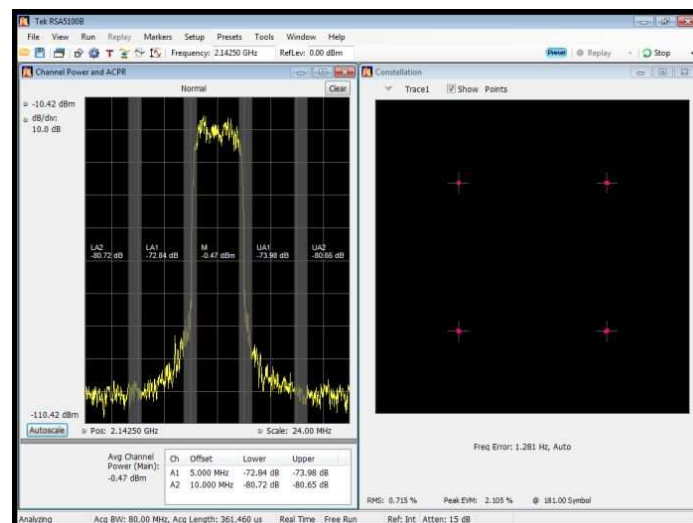 Tek RSA5100B
File View Run Replay Markers Setup Presets Tools Window Help
Frequency: 2.14250 GHz RefLev: 0.00 dBm Preset Replay Stop
Channel Power and ACPR
Normal Clear
-10.42 dBm
dB/div:
10.0 dB
LA2 LA1 M UA1 UA2
-80.72 dB -72.84 dB -0.47 dBm -73.98 dB -80.65 dB
-110.42 dBm
Autoscale Pos: 2.14250 GHz Scale: 24.00 MHz
Avg Channel
Power (Main):
-0.47 dBm
Ch Offset Lower Upper
A1 5.000 MHz -72.84 dB -73.98 dB
A2 10.000 MHz -80.72 dB -80.65 dB
Constellation
Trace1 Show Points
Freq Error: 1.281 Hz, Auto
RMS: 0.715 % Peak EVM: 2.105 % @ 181.00 Symbol
Analyzing Acq BW: 80.00 MHz, Acq Length: 361.460 us Real Time Free Run Ref: Int Atten: 15 dB